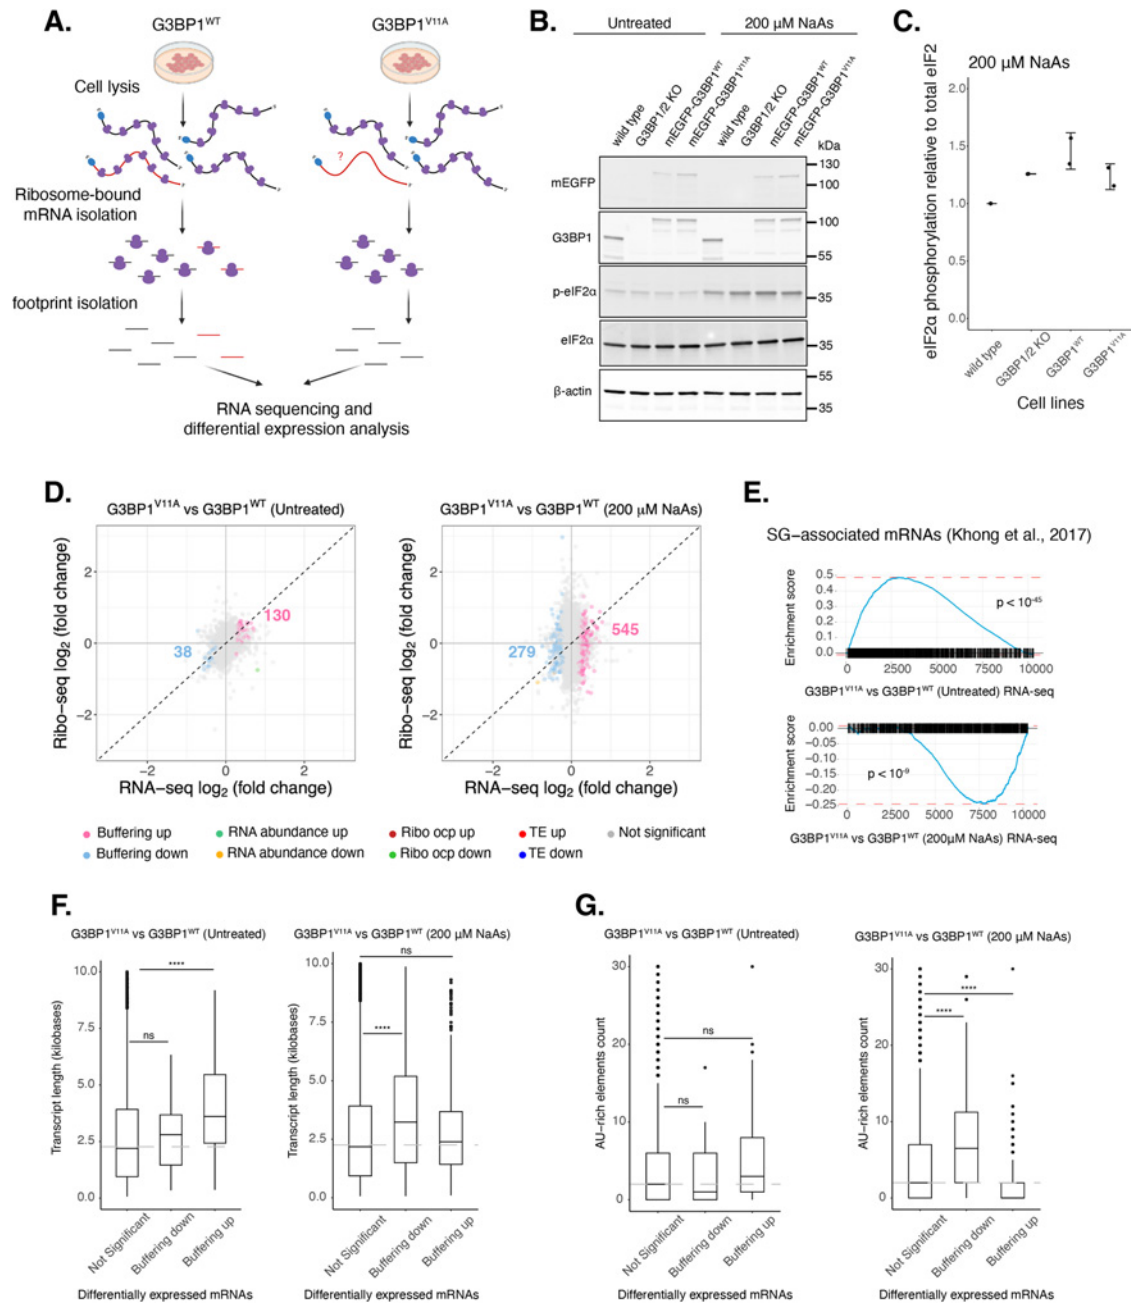 A.
G3BP1WT
G3BP1V11A
Cell lysis
?
Ribosome-bound
mRNA isolation
footprint isolation
RNA sequencing and
differential expression analysis
B.
Untreated
200 μM NaAs
wild type
G3BP1/2 KO
mEGFP-G3BP1WT
mEGFP-G3BP1V11A
wild type
G3BP1/2 KO
mEGFP-G3BP1WT
mEGFP-G3BP1V11A
kDa
mEGFP
130
100
G3BP1
100
55
p-eIF2α
35
eIF2α
35
β-actin
55
35
C.
200 μM NaAs
eIF2α phosphorylation relative to total eIF2
2.0
1.5
1.0
1.5
2.0
wild type
G3BP1/2 KO
G3BP1WT
G3BP1V11A
Cell lines
D.
G3BP1V11A vs G3BP1WT (Untreated)
Ribo−seq log2 (fold change)
2
0
−2
38
130
−2
0
2
RNA−seq log2 (fold change)
G3BP1V11A vs G3BP1WT (200 μM NaAs)
Ribo−seq log2 (fold change)
2
0
−2
279
545
−2
0
2
RNA−seq log2 (fold change)
Buffering up
RNA abundance up
Ribo ocp up
TE up
Not significant
Buffering down
RNA abundance down
Ribo ocp down
TE down
E.
SG−associated mRNAs (Khong et al., 2017)
Enrichment score
0.5
0.4
0.3
0.2
0.1
0.0
p < 10-45
0
2500
5000
7500
10000
G3BP1V11A vs G3BP1WT (Untreated) RNA-seq
Enrichment score
0.00
−0.05
−0.10
−0.15
−0.20
−0.25
p < 10-9
0
2500
5000
7500
10000
G3BP1V11A vs G3BP1WT (200μM NaAs) RNA-seq
F.
G3BP1V11A vs G3BP1WT (Untreated)
Transcript length (kilobases)
10.0
7.5
5.0
2.5
0.0
****
ns
Not Significant
Buffering down
Buffering up
Differentially expressed mRNAs
G3BP1V11A vs G3BP1WT (200 μM NaAs)
Transcript length (kilobases)
10.0
7.5
5.0
2.5
0.0
ns
****
Not Significant
Buffering down
Buffering up
Differentially expressed mRNAs
G.
G3BP1V11A vs G3BP1WT (Untreated)
AU−rich elements count
30
20
10
0
ns
ns
Not Significant
Buffering down
Buffering up
Differentially expressed mRNAs
G3BP1V11A vs G3BP1WT (200 μM NaAs)
AU−rich elements count
30
20
10
0
****
****
Not Significant
Buffering down
Buffering up
Differentially expressed mRNAs